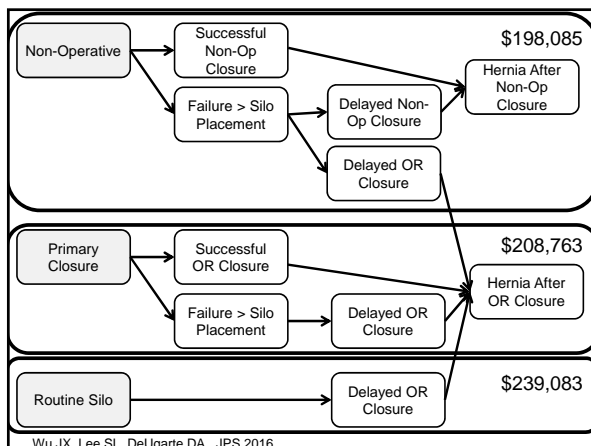 Non-Operative
Successful
Non-Op
Closure
$198,085
Hernia After
Non-Op
Closure
Failure > Silo
Placement
Delayed Non-
Op Closure
Delayed OR
Closure
Primary
Closure
Successful
OR Closure
$208,763
Hernia After
OR Closure
Failure > Silo
Placement
Delayed OR
Closure
Routine Silo
Delayed OR
Closure
$239,083
Wu JX, Lee SL, DeUgarte DA. JPS 2016